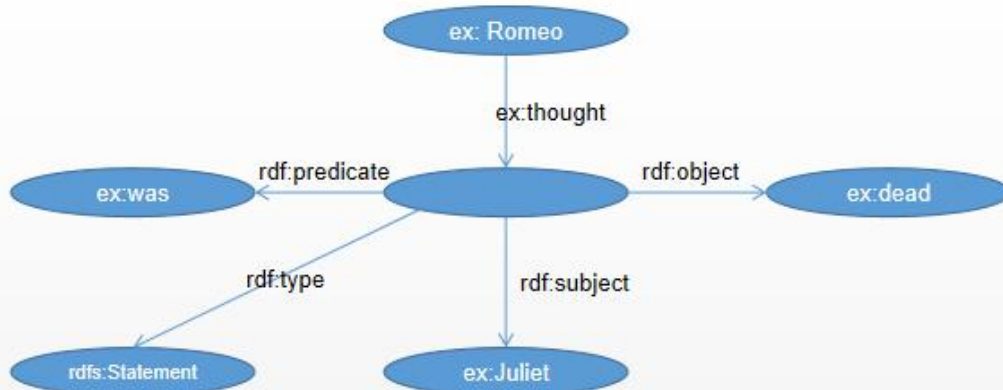 ex: Romeo
ex:thought
rdf:predicate
rdf:object
ex:was
ex:dead
rdf:type
rdf:subject
rdfs:Statement
ex:Juliet